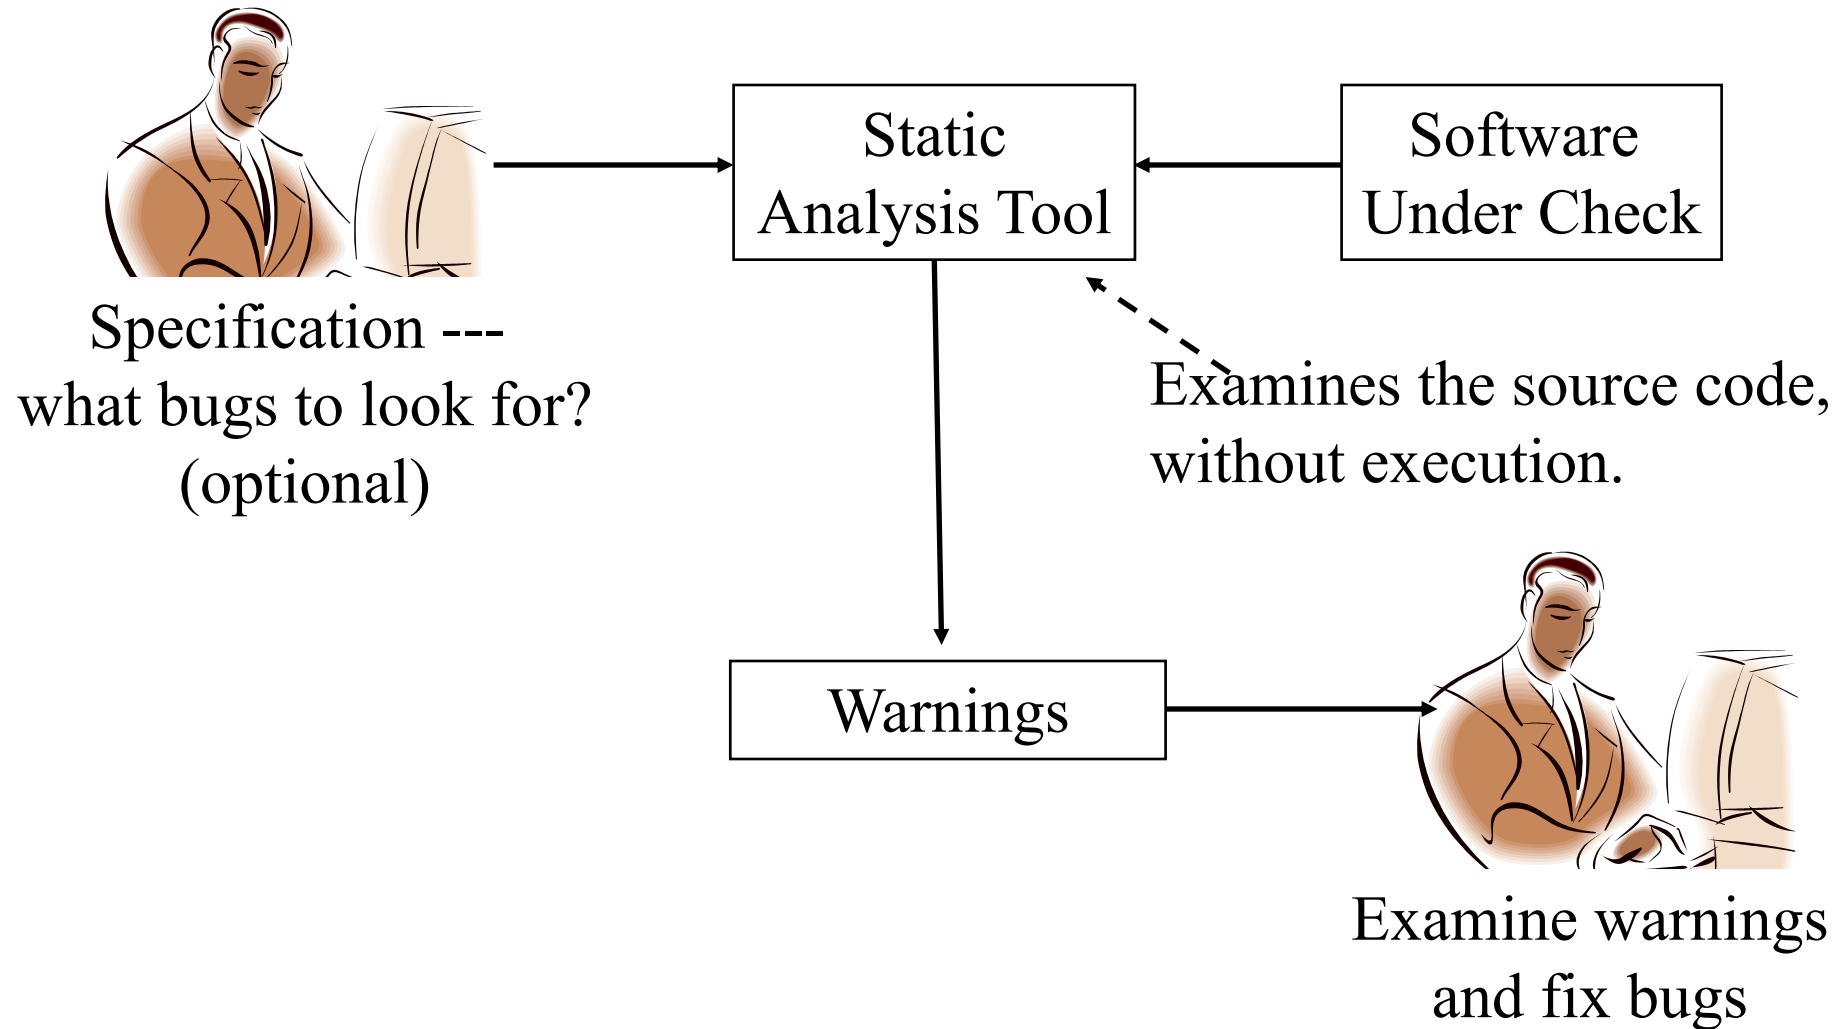 Static
Analysis Tool
Software
Under Check
Specification ---
what bugs to look for?
(optional)
Examines the source code,
without execution.
Warnings
Examine warnings
and fix bugs